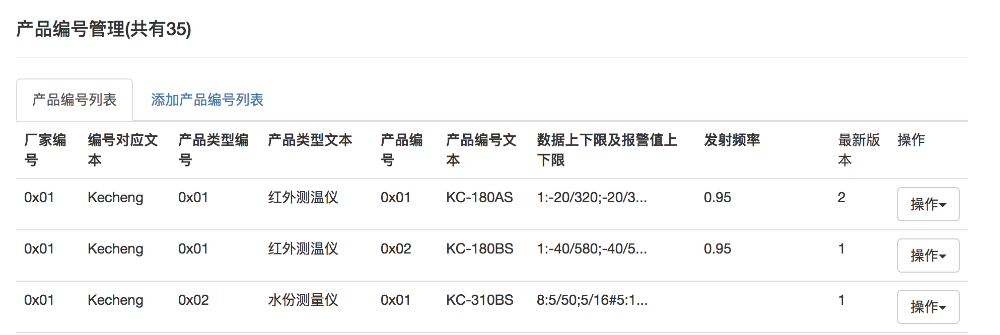 产品编号管理(共有35)
产品编号列表 添加产品编号列表
厂家编号 编号对应文本 产品类型编号 产品类型文本 产品编号 产品编号文本 数据上下限及报警值上下限 发射频率 最新版本 操作
0x01 Kecheng 0x01 红外测温仪 0x01 KC-180AS 1:-20/320;-20/3... 0.95 2 操作
0x01 Kecheng 0x01 红外测温仪 0x02 KC-180BS 1:-40/580;-40/5... 0.95 1 操作
0x01 Kecheng 0x02 水份测量仪 0x01 KC-310BS 8:5/50;5/16#5:1... 1 操作